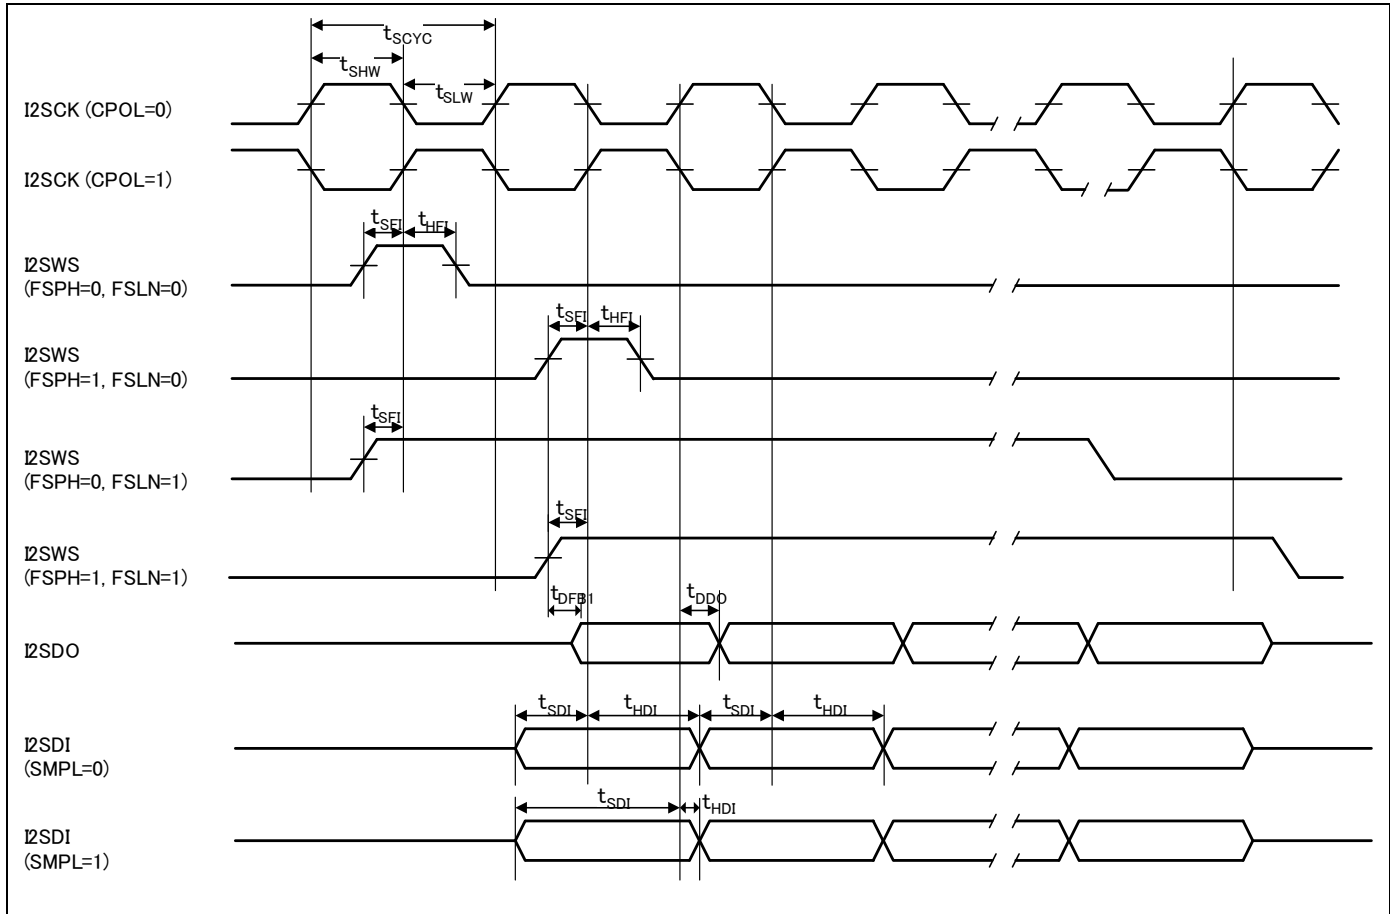 tSCYC
tSHW
tSLW
I2SCK (CPOL=0)
I2SCK (CPOL=1)
tSFI tHFI
I2SWS
(FSPH=0, FSLN=0)
tSFI tHFI
I2SWS
(FSPH=1, FSLN=0)
tSFI
I2SWS
(FSPH=0, FSLN=1)
tSFI
I2SWS
(FSPH=1, FSLN=1)
tDFB1 tDDO
I2SDO
tSDI tHDI tSDI tHDI
I2SDI
(SMPL=0)
tSDI tHDI
I2SDI
(SMPL=1)